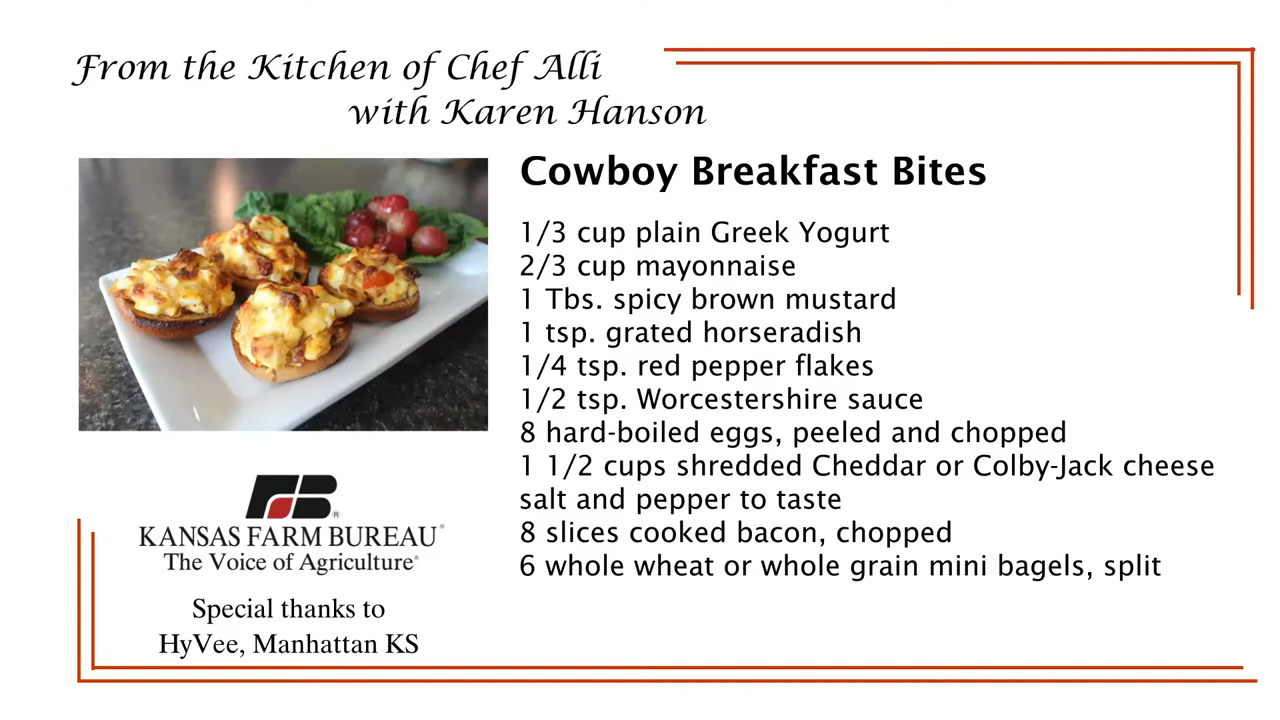 From the Kitchen of Chef Alli
with Karen Hanson
Cowboy Breakfast Bites
1/3 cup plain Greek Yogurt
2/3 cup mayonnaise
1 Tbs. spicy brown mustard
1 tsp. grated horseradish
1/4 tsp. red pepper flakes
1/2 tsp. Worcestershire sauce
8 hard-boiled eggs, peeled and chopped
1 1/2 cups shredded Cheddar or Colby-Jack cheese
salt and pepper to taste
8 slices cooked bacon, chopped
6 whole wheat or whole grain mini bagels, split
FB®
KANSAS FARM BUREAU®
The Voice of Agriculture®
Special thanks to
HyVee, Manhattan KS